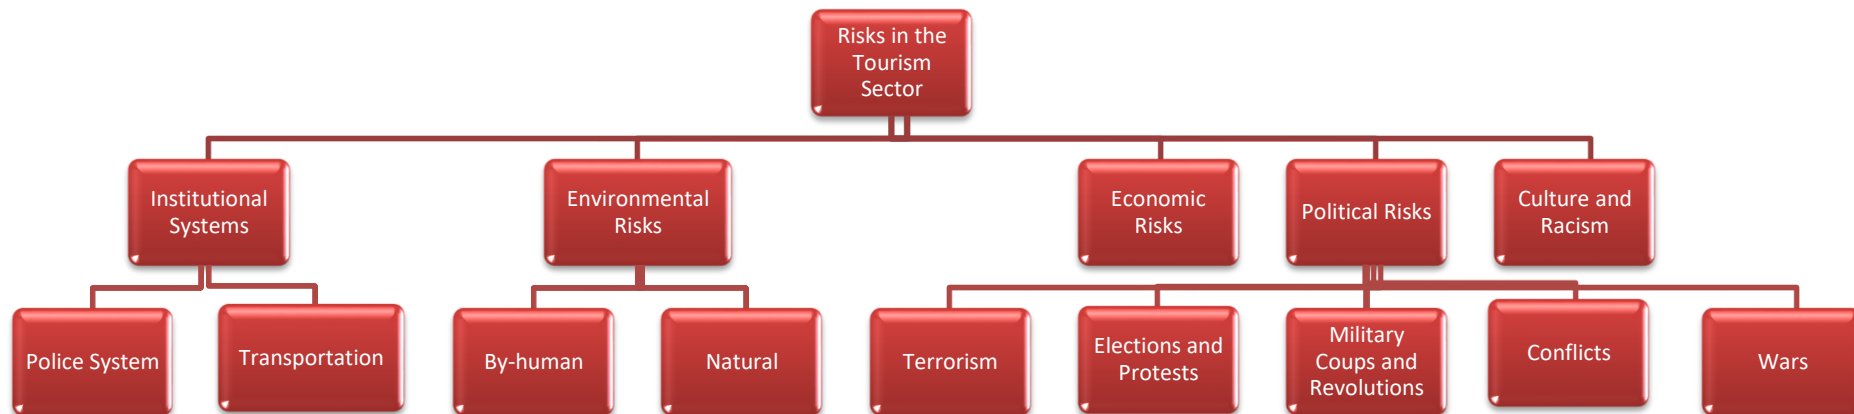 Risks in the
Tourism
Sector
Institutional
Systems
Environmental
Risks
Economic
Risks
Political Risks
Culture and
Racism
Police System
Transportation
By-human
Natural
Terrorism
Elections and
Protests
Military
Coups and
Revolutions
Conflicts
Wars